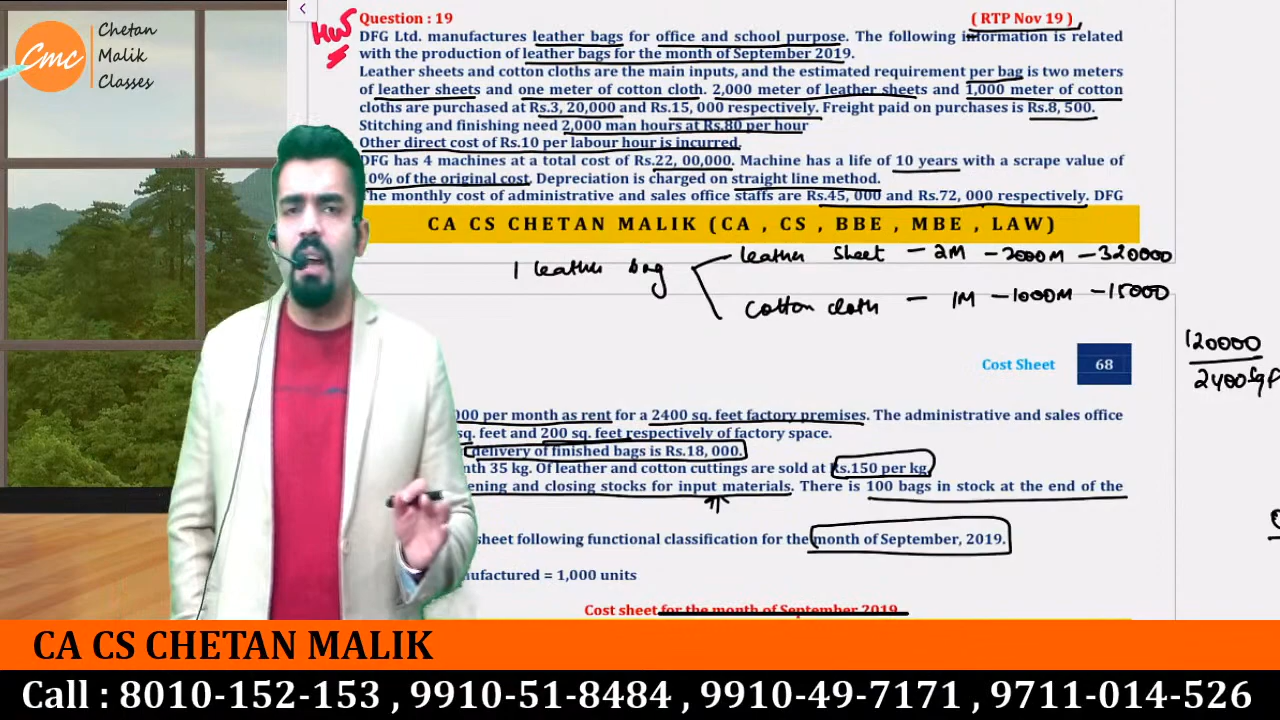 Cmc
Chetan
Malik
Classes
HW
Question : 19
( RTP Nov 19 )
DFG Ltd. manufactures leather bags for office and school purpose. The following information is related
with the production of leather bags for the month of September 2019.
Leather sheets and cotton cloths are the main inputs, and the estimated requirement per bag is two meters
of leather sheets and one meter of cotton cloth. 2,000 meter of leather sheets and 1,000 meter of cotton
cloths are purchased at Rs.3, 20,000 and Rs.15, 000 respectively. Freight paid on purchases is Rs.8, 500.
Stitching and finishing need 2,000 man hours at Rs.80 per hour
Other direct cost of Rs.10 per labour hour is incurred.
DFG has 4 machines at a total cost of Rs.22, 00,000. Machine has a life of 10 years with a scrape value of
10% of the original cost. Depreciation is charged on straight line method.
The monthly cost of administrative and sales office staffs are Rs.45, 000 and Rs.72, 000 respectively. DFG
CA CS CHETAN MALIK (CA , CS , BBE , MBE , LAW)
1 leather bag
leather sheet - 2M - 2000M - 320000
cotton cloth - 1M - 1000M - 15000
120000
2400
Cost Sheet 68
000 per month as rent for a 2400 sq. feet factory premises. The administrative and sales office
sq. feet and 200 sq. feet respectively of factory space.
delivery of finished bags is Rs.18, 000.
nth 35 kg. Of leather and cotton cuttings are sold at Rs.150 per kg.
ening and closing stocks for input materials. There is 100 bags in stock at the end of the
sheet following functional classification for the month of September, 2019.
nufactured = 1,000 units
Cost sheet for the month of September 2019
CA CS CHETAN MALIK
Call : 8010-152-153 , 9910-51-8484 , 9910-49-7171 , 9711-014-526